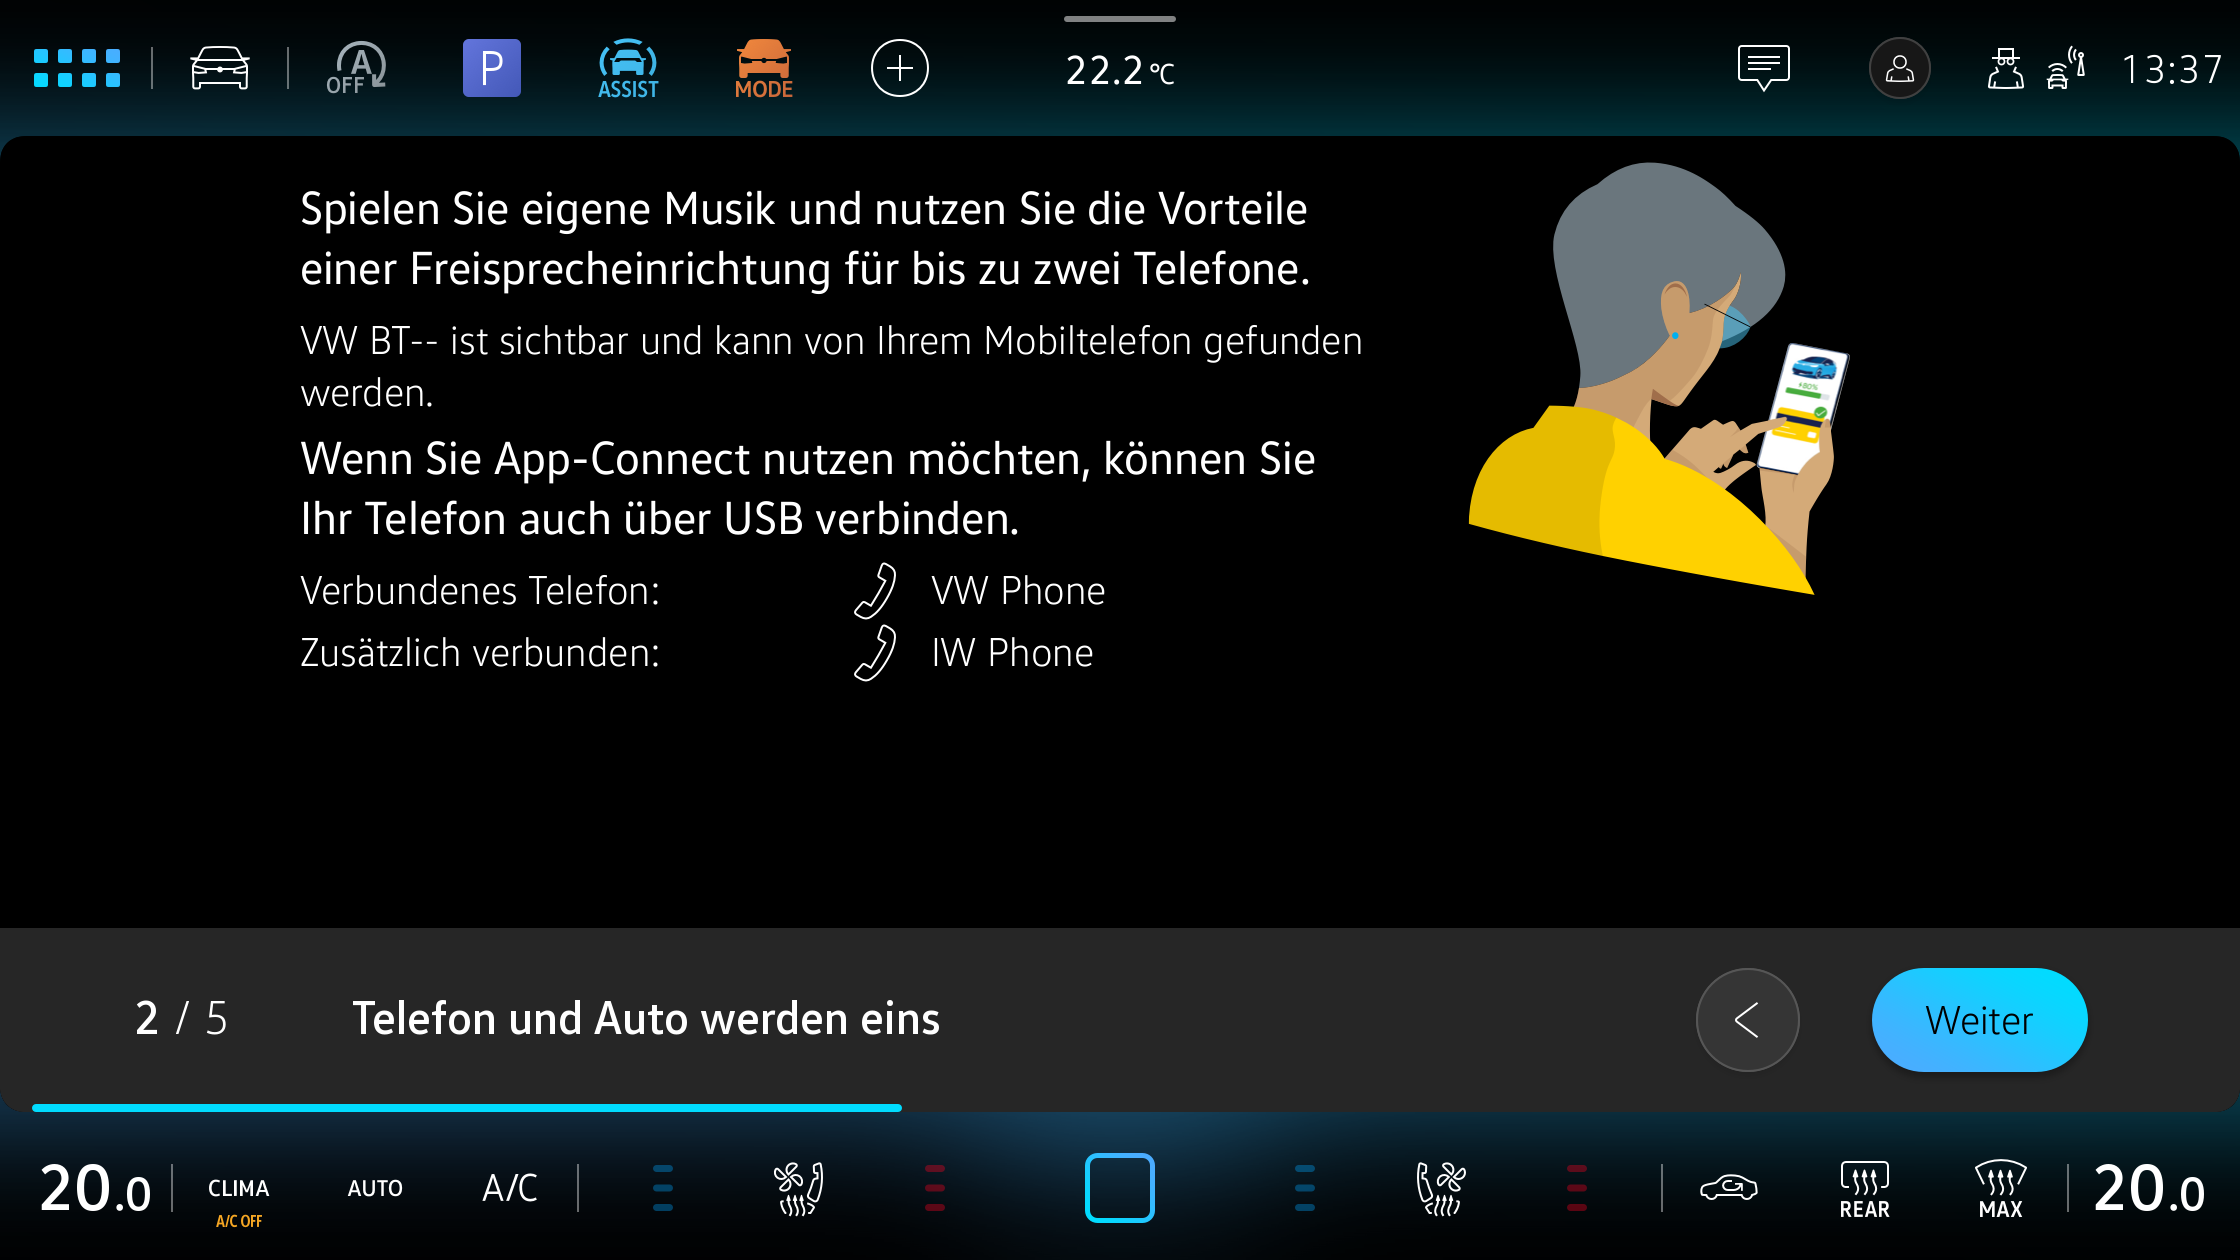 A
OFF
P
ASSIST
MODE
22.2 °C
13:37
Spielen Sie eigene Musik und nutzen Sie die Vorteile
einer Freisprecheinrichtung für bis zu zwei Telefone.
VW BT-- ist sichtbar und kann von Ihrem Mobiltelefon gefunden
werden.
Wenn Sie App-Connect nutzen möchten, können Sie
Ihr Telefon auch über USB verbinden.
Verbundenes Telefon: VW Phone
Zusätzlich verbunden: IW Phone
2 / 5 Telefon und Auto werden eins
Weiter
20.0
CLIMA
A/C OFF
AUTO
A/C
REAR
MAX
20.0